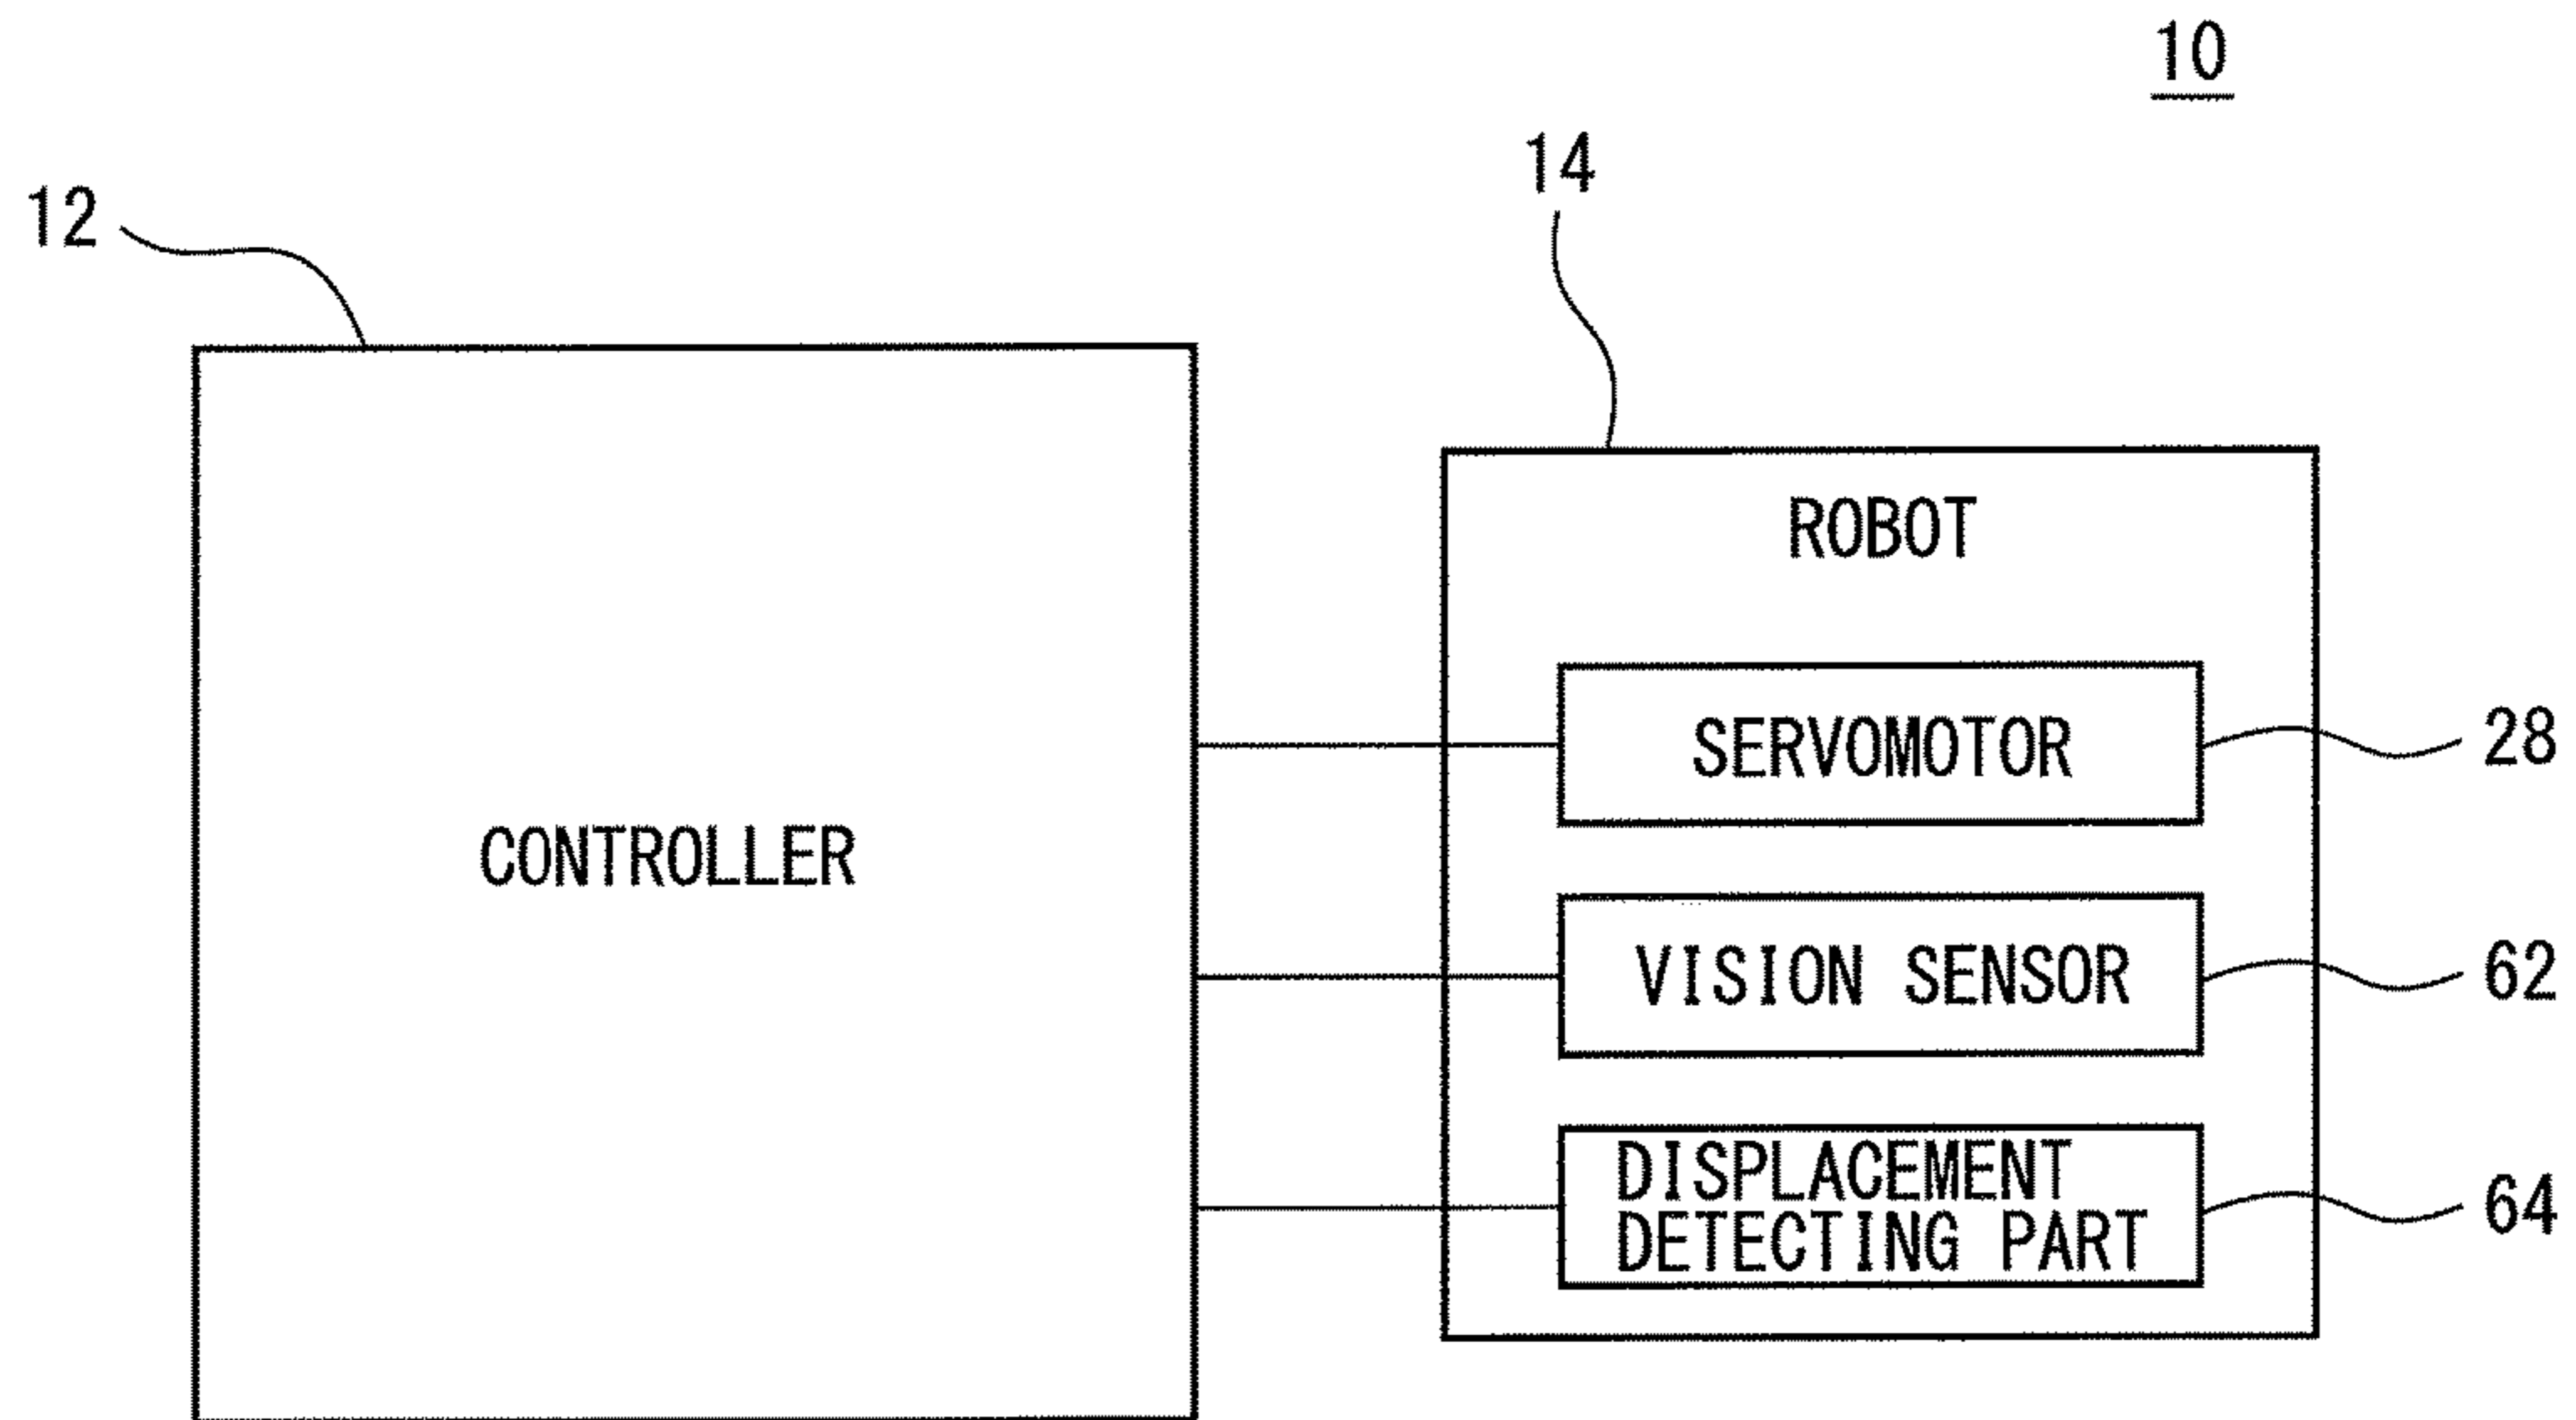 10
14
12
ROBOT
SERVOMOTOR
28
CONTROLLER
VISION SENSOR
62
DISPLACEMENT
DETECTING PART
64